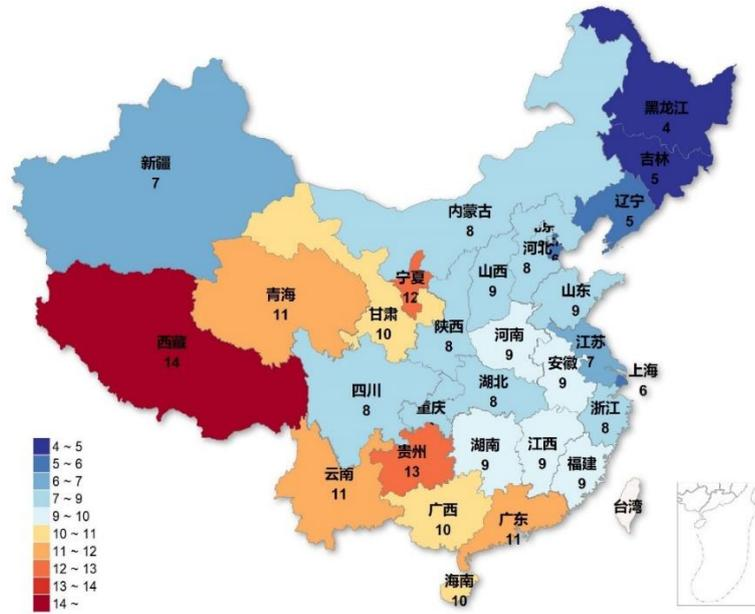 黑龙江
4
吉林
5
辽宁
5
新疆
7
内蒙古
8
河北
8
山西
9
山东
9
宁夏
12
青海
11
甘肃
10
陕西
8
河南
9
江苏
7
安徽
9
上海
6
西藏
14
四川
8
重庆
湖北
8
浙江
8
贵州
13
湖南
9
江西
9
福建
9
云南
11
广西
10
广东
11
台湾
海南
10
4 ~ 5
5 ~ 6
6 ~ 7
7 ~ 9
9 ~ 10
10 ~ 11
11 ~ 12
12 ~ 13
13 ~ 14
14 ~